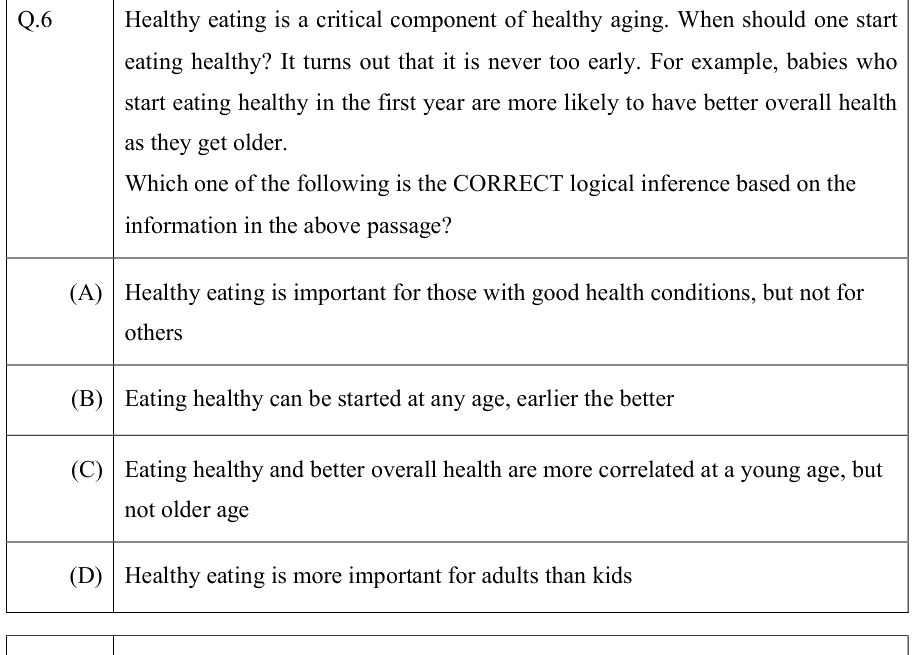 Q.6 Healthy eating is a critical component of healthy aging. When should one start
eating healthy? It turns out that it is never too early. For example, babies who
start eating healthy in the first year are more likely to have better overall health
as they get older.
Which one of the following is the CORRECT logical inference based on the
information in the above passage?
(A) Healthy eating is important for those with good health conditions, but not for
others
(B) Eating healthy can be started at any age, earlier the better
(C) Eating healthy and better overall health are more correlated at a young age, but
not older age
(D) Healthy eating is more important for adults than kids